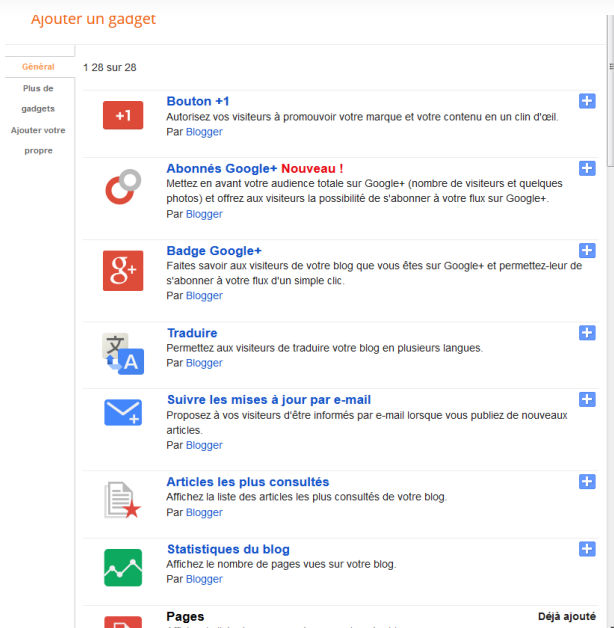 Ajouter un gadget
Général
Plus de
gadgets
Ajouter votre
propre
1 28 sur 28
+1
Bouton +1
Autorisez vos visiteurs à promouvoir votre marque et votre contenu en un clin d'œil.
Par Blogger
Abonnés Google+ Nouveau !
Mettez en avant votre audience totale sur Google+ (nombre de visiteurs et quelques
photos) et offrez aux visiteurs la possibilité de s'abonner à votre flux sur Google+.
Par Blogger
g+
Badge Google+
Faites savoir aux visiteurs de votre blog que vous êtes sur Google+ et permettez-leur de
s'abonner à votre flux d'un simple clic.
Par Blogger
文
A
Traduire
Permettez aux visiteurs de traduire votre blog en plusieurs langues.
Par Blogger
Suivre les mises à jour par e-mail
Proposez à vos visiteurs d'être informés par e-mail lorsque vous publiez de nouveaux
articles.
Par Blogger
Articles les plus consultés
Affichez la liste des articles les plus consultés de votre blog.
Par Blogger
Statistiques du blog
Affichez le nombre de pages vues sur votre blog.
Par Blogger
Pages
Déjà ajouté